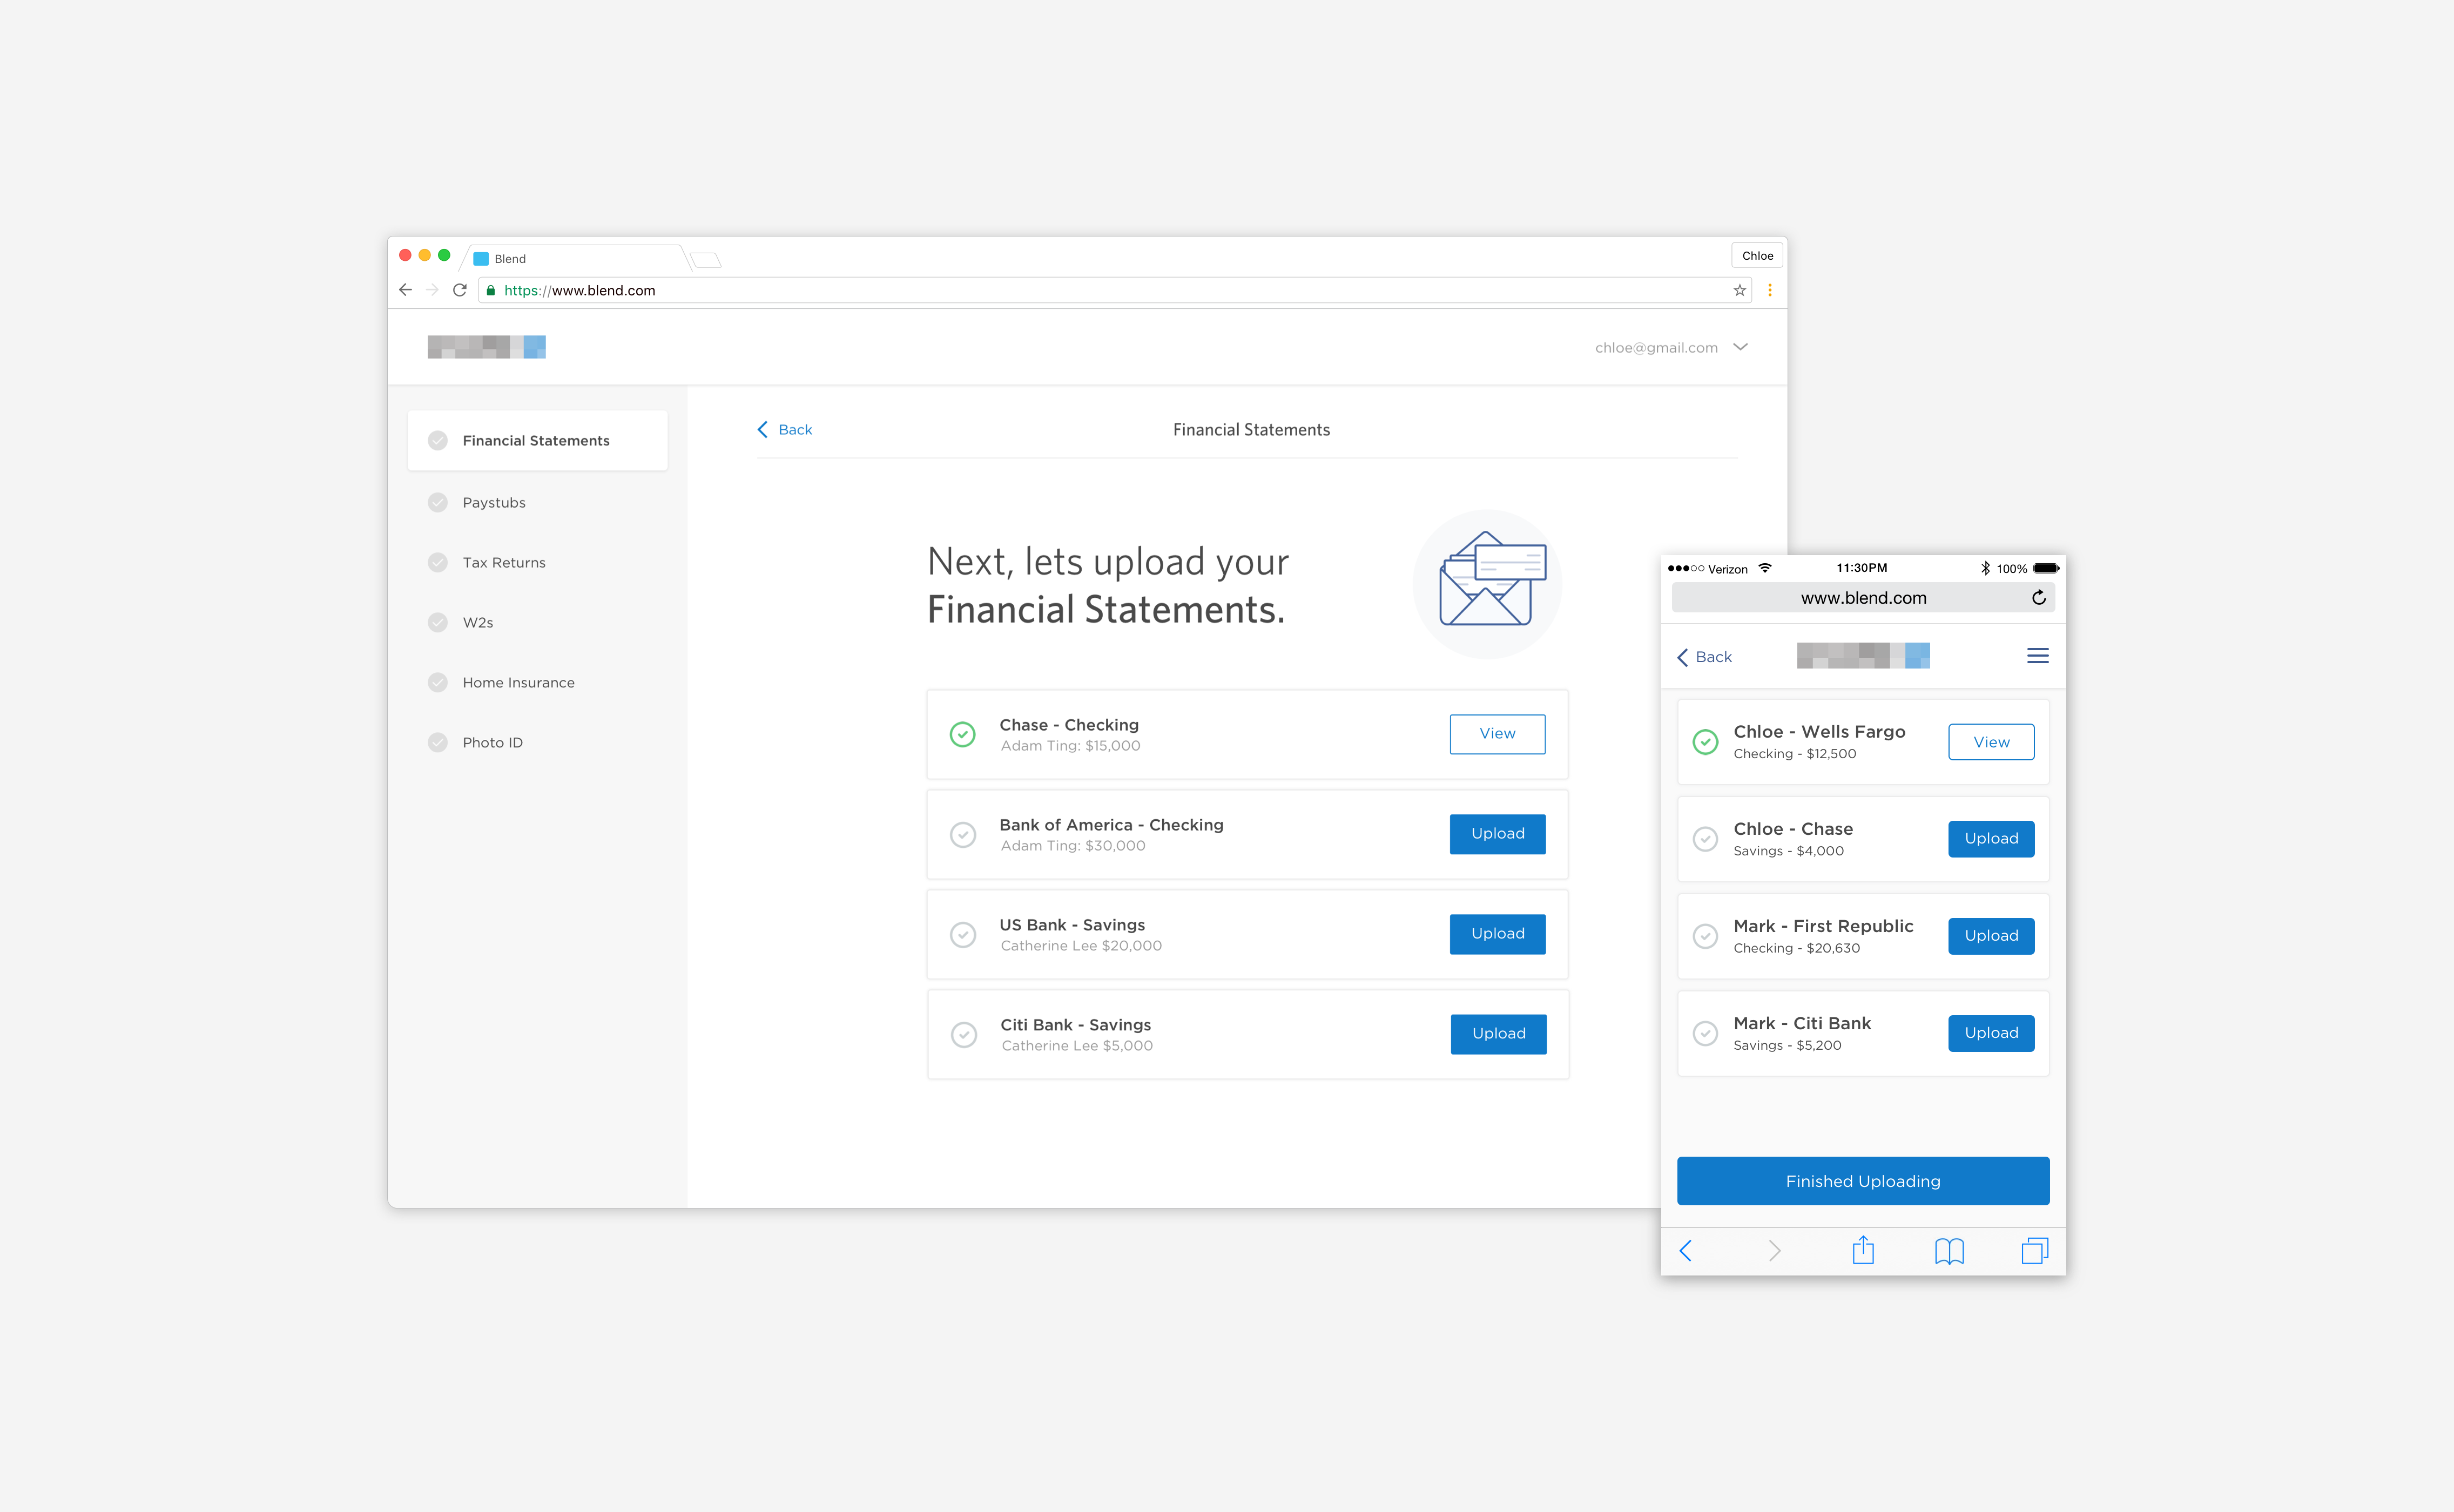 Blend
Chloe
https://www.blend.com
chloe@gmail.com
Financial Statements
Paystubs
Tax Returns
W2s
Home Insurance
Photo ID
Back
Financial Statements
Next, lets upload your
Financial Statements.
Chase - Checking
Adam Ting: $15,000
View
Bank of America - Checking
Adam Ting: $30,000
Upload
US Bank - Savings
Catherine Lee $20,000
Upload
Citi Bank - Savings
Catherine Lee $5,000
Upload
Verizon 11:30PM 100%
www.blend.com
Back
Chloe - Wells Fargo
Checking - $12,500
View
Chloe - Chase
Savings - $4,000
Upload
Mark - First Republic
Checking - $20,630
Upload
Mark - Citi Bank
Savings - $5,200
Upload
Finished Uploading